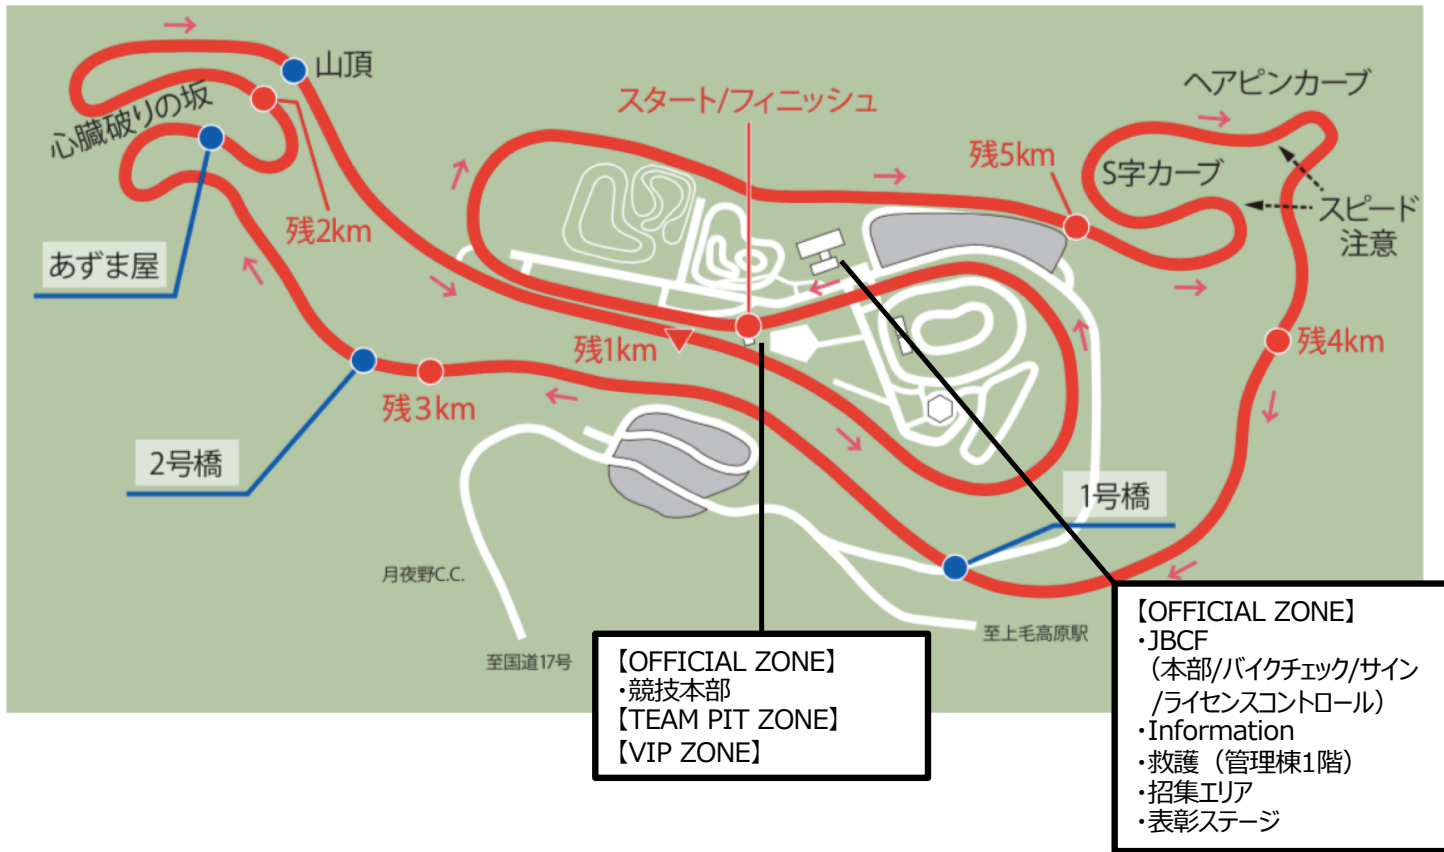 山頂
心臓破りの坂
スタート/フィニッシュ
ヘアピンカーブ
残5km
S字カーブ
スピード
注意
残2km
あずま屋
残1km
残4km
残3km
2号橋
1号橋
月夜野C.C.
至国道17号
至上毛高原駅
【OFFICIAL ZONE】
・競技本部
【TEAM PIT ZONE】
【VIP ZONE】
【OFFICIAL ZONE】
・JBCF
（本部/バイクチェック/サイン
/ライセンスコントロール）
・Information
・救護（管理棟1階）
・招集エリア
・表彰ステージ